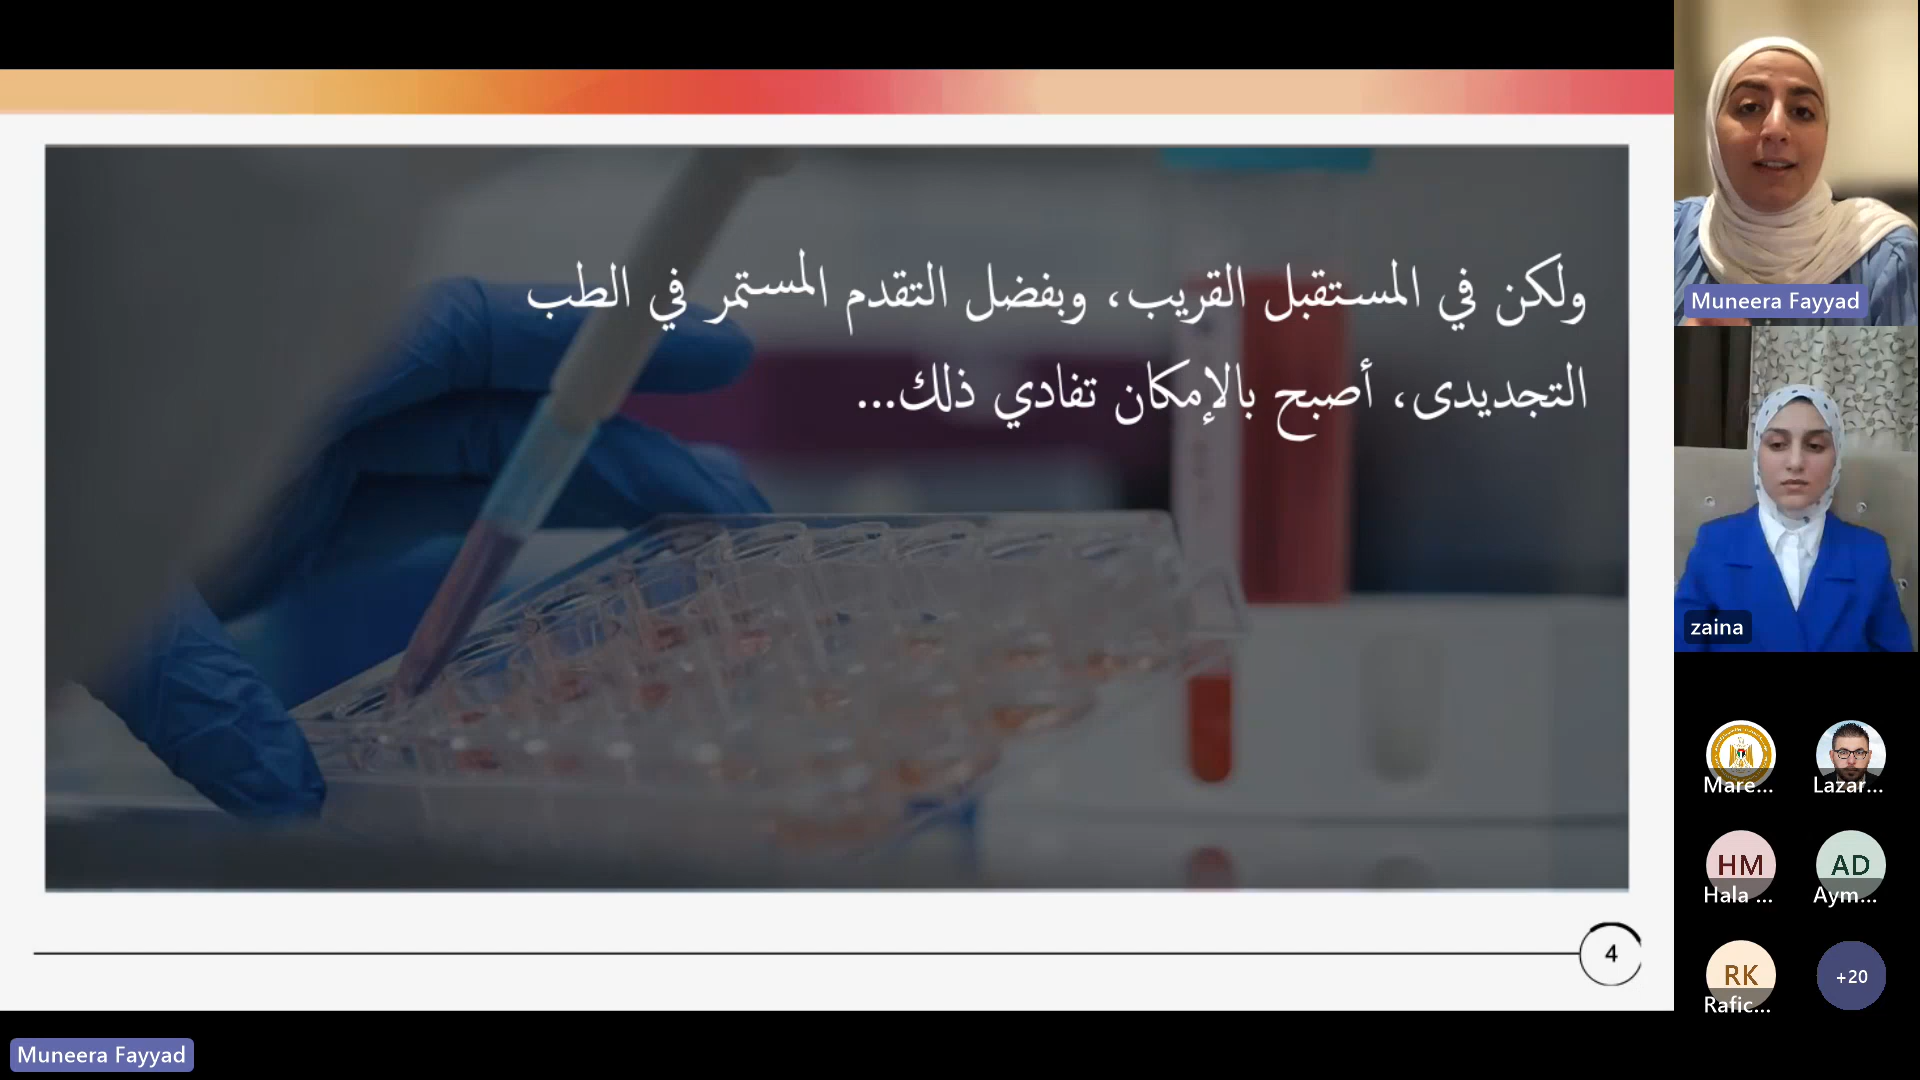 ولكن في المستقبل القريب، وبفضل التقدم المستمر في الطب
التجديدى، أصبح بالإمكان تفادي ذلك...
4
Muneera Fayyad
zaina
Mare...
Lazar...
HM
Hala ...
AD
Aym...
RK
Rafic...
+20
Muneera Fayyad